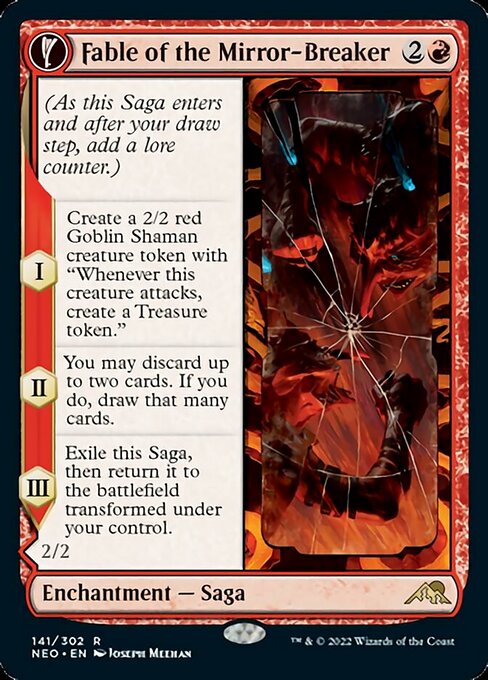 Fable of the Mirror-Breaker 2
(As this Saga enters
and after your draw
step, add a lore
counter.)
I
Create a 2/2 red
Goblin Shaman
creature token with
“Whenever this
creature attacks,
create a Treasure
token.”
II
You may discard up
to two cards. If you
do, draw that many
cards.
III
Exile this Saga,
then return it to
the battlefield
transformed under
your control.
2/2
Enchantment — Saga
141/302 R
NEO • EN Joseph Meehan
™ & © 2022 Wizards of the Coast